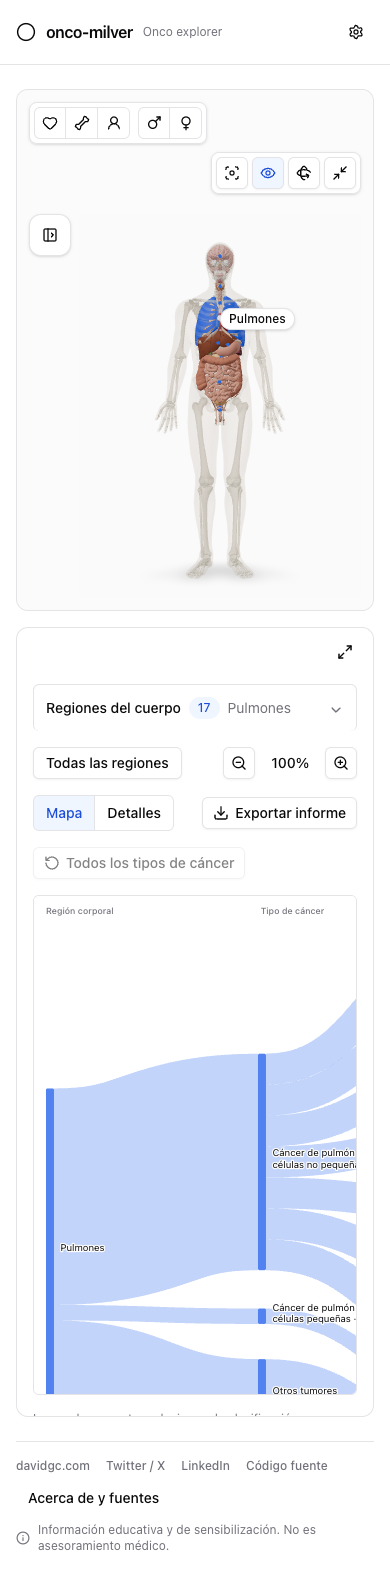 onco-milver Onco explorer
Pulmones
Regiones del cuerpo 17 Pulmones
Todas las regiones 100%
Mapa Detalles Exportar informe
Todos los tipos de cáncer
Región corporal Tipo de cáncer
Cáncer de pulmón
células no pequeña
Pulmones
Cáncer de pulmón
células pequeñas -
Otros tumores
davidgc.com Twitter / X LinkedIn Código fuente
Acerca de y fuentes
Información educativa y de sensibilización. No es
asesoramiento médico.